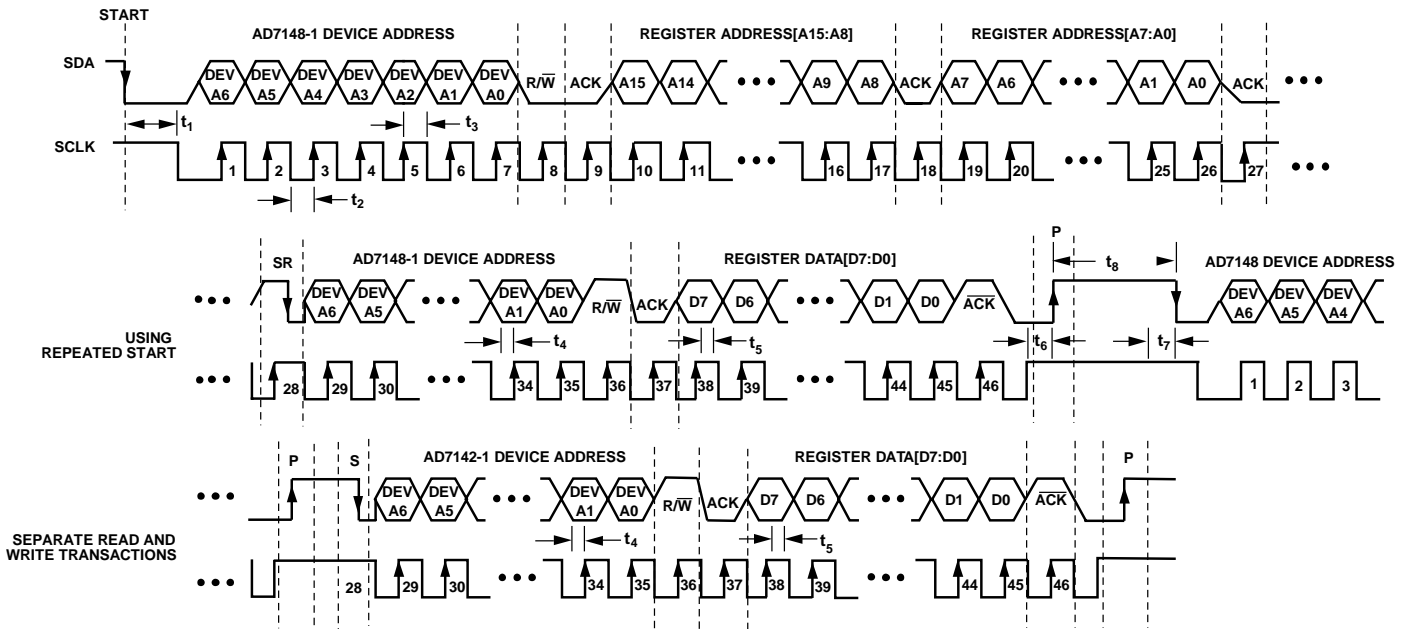 START
AD7148-1 DEVICE ADDRESS REGISTER ADDRESS[A15:A8] REGISTER ADDRESS[A7:A0]
SDA DEV A6 DEV A5 DEV A4 DEV A3 DEV A2 DEV A1 DEV A0 R/W̅ ACK A15 A14 ••• A9 A8 ACK A7 A6 ••• A1 A0 ACK •••
t1 t3
SCLK 1 2 3 4 5 6 7 8 9 10 11 ••• 16 17 18 19 20 ••• 25 26 27 •••
t2
SR AD7148-1 DEVICE ADDRESS REGISTER DATA[D7:D0] P t8 AD7148 DEVICE ADDRESS
••• DEV A6 DEV A5 ••• DEV A1 DEV A0 R/W̅ ACK D7 D6 ••• D1 D0 A̅C̅K̅ DEV A6 DEV A5 DEV A4
USING
REPEATED START
t4 t5 t6 t7
••• 28 29 30 ••• 34 35 36 37 38 39 ••• 44 45 46 1 2 3
P S AD7142-1 DEVICE ADDRESS REGISTER DATA[D7:D0] P
••• DEV A6 DEV A5 ••• DEV A1 DEV A0 R/W̅ ACK D7 D6 ••• D1 D0 A̅C̅K̅
SEPARATE READ AND
WRITE TRANSACTIONS
t4 t5
••• 28 29 30 ••• 34 35 36 37 38 39 ••• 44 45 46